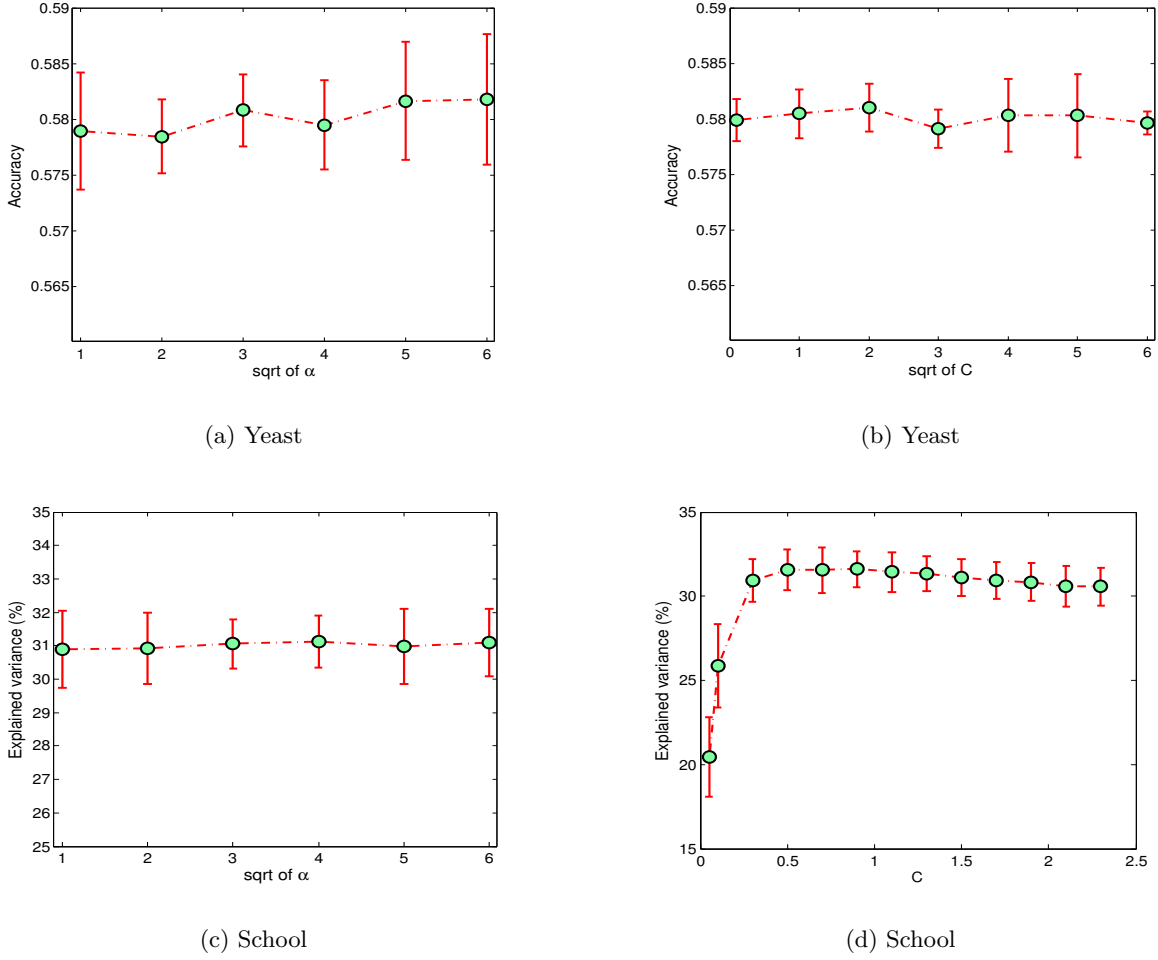 0.59
0.585
0.58
0.575
0.57
0.565
Accuracy
1 2 3 4 5 6
sqrt of α
(a) Yeast
0.59
0.585
0.58
0.575
0.57
0.565
Accuracy
0 1 2 3 4 5 6
sqrt of C
(b) Yeast
35
34
33
32
31
30
29
28
27
26
25
Explained variance (%)
1 2 3 4 5 6
sqrt of α
(c) School
35
30
25
20
15
Explained variance (%)
0 0.5 1 1.5 2 2.5
C
(d) School